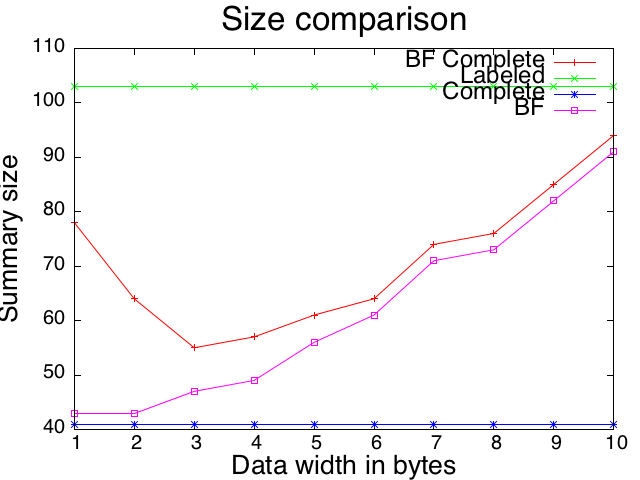 Size comparison
110
100
90
80
70
60
50
40
Summary size
BF Complete
Labeled
Complete
BF
1 2 3 4 5 6 7 8 9 10
Data width in bytes